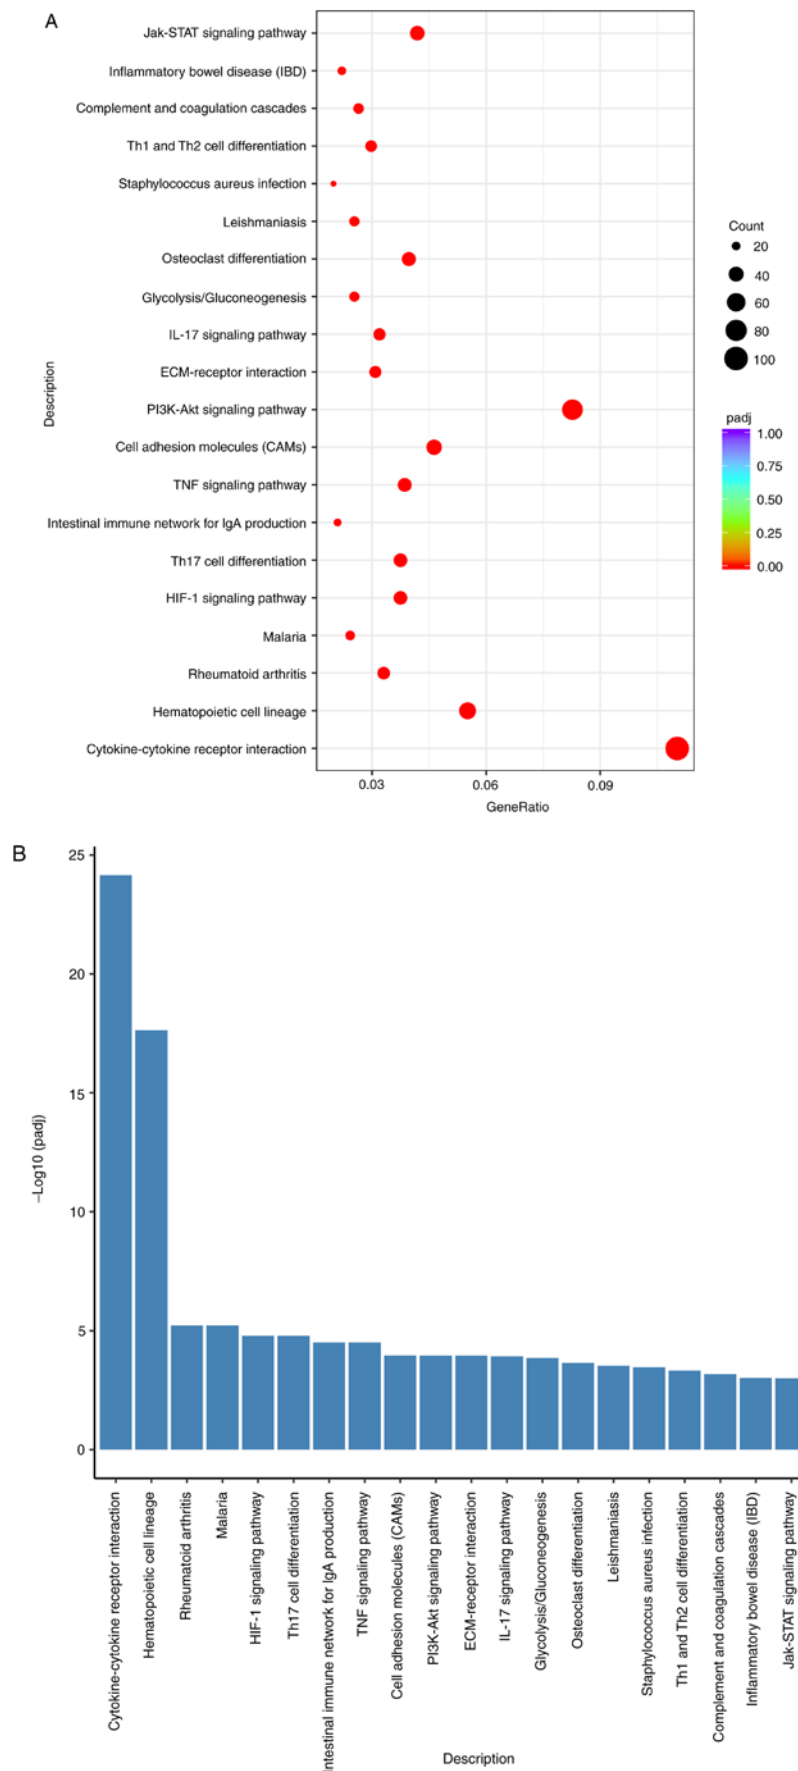 A
Jak-STAT signaling pathway
Inflammatory bowel disease (IBD)
Complement and coagulation cascades
Th1 and Th2 cell differentiation
Staphylococcus aureus infection
Leishmaniasis
Osteoclast differentiation
Glycolysis/Gluconeogenesis
IL-17 signaling pathway
ECM-receptor interaction
PI3K-Akt signaling pathway
Cell adhesion molecules (CAMs)
TNF signaling pathway
Intestinal immune network for IgA production
Th17 cell differentiation
HIF-1 signaling pathway
Malaria
Rheumatoid arthritis
Hematopoietic cell lineage
Cytokine-cytokine receptor interaction
Description
0.03 0.06 0.09
GeneRatio
Count
20
40
60
80
100
padj
1.00
0.75
0.50
0.25
0.00
B
25
20
15
10
5
0
−Log10 (padj)
Cytokine-cytokine receptor interaction
Hematopoietic cell lineage
Rheumatoid arthritis
Malaria
HIF-1 signaling pathway
Th17 cell differentiation
Intestinal immune network for IgA production
TNF signaling pathway
Cell adhesion molecules (CAMs)
PI3K-Akt signaling pathway
ECM-receptor interaction
IL-17 signaling pathway
Glycolysis/Gluconeogenesis
Osteoclast differentiation
Leishmaniasis
Staphylococcus aureus infection
Th1 and Th2 cell differentiation
Complement and coagulation cascades
Inflammatory bowel disease (IBD)
Jak-STAT signaling pathway
Description